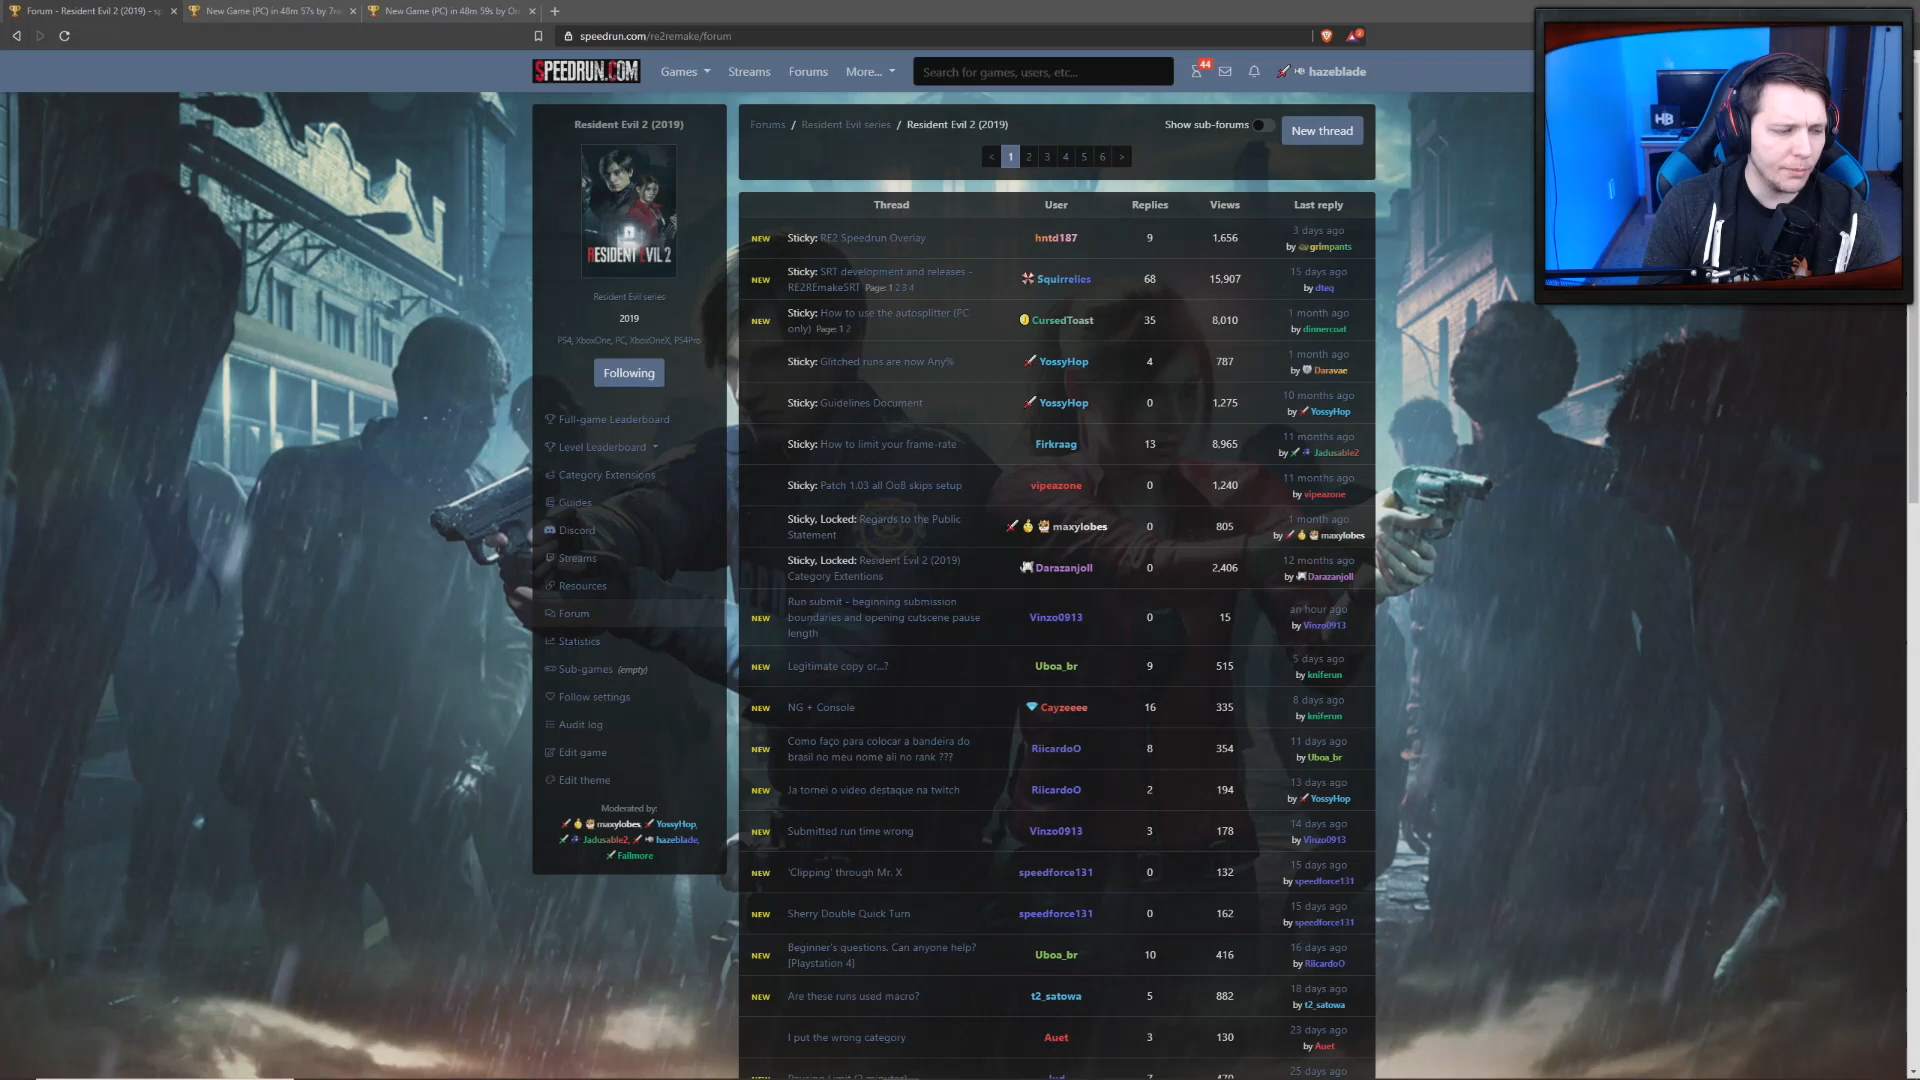 Forum - Resident Evil 2 (2019) - sp
New Game (PC) in 48m 57s by 7r
New Game (PC) in 48m 59s by O
speedrun.com/re2remake/forum
SPEEDRUN.COM
Games
Streams
Forums
More...
Search for games, users, etc...
44
HB hazeblade
Resident Evil 2 (2019)
RESIDENT EVIL 2
Resident Evil series
2019
PS4, XboxOne, PC, XboxOneX, PS4Pro
Following
Full-game Leaderboard
Level Leaderboard
Category Extensions
Guides
Discord
Streams
Resources
Forum
Statistics
Sub-games (empty)
Follow settings
Audit log
Edit game
Edit theme
Moderated by:
maxylobes, YossyHop,
Jadusable2, HB hazeblade,
Failmore
Forums / Resident Evil series / Resident Evil 2 (2019)
Show sub-forums
New thread
< 1 2 3 4 5 6 >
Thread User Replies Views Last reply
NEW Sticky: RE2 Speedrun Overlay hntd187 9 1,656 3 days ago
by grimpants
NEW Sticky: SRT development and releases -
RE2REmakeSRT Page: 1 2 3 4 Squirrelies 68 15,907 15 days ago
by dteq
NEW Sticky: How to use the autosplitter (PC
only) Page: 1 2 CursedToast 35 8,010 1 month ago
by dinnercoat
Sticky: Glitched runs are now Any% YossyHop 4 787 1 month ago
by Daravae
Sticky: Guidelines Document YossyHop 0 1,275 10 months ago
by YossyHop
Sticky: How to limit your frame-rate Firkraag 13 8,965 11 months ago
by Jadusable2
Sticky: Patch 1.03 all OoB skips setup vipeazone 0 1,240 11 months ago
by vipeazone
Sticky, Locked: Regards to the Public
Statement maxylobes 0 805 1 month ago
by maxylobes
Sticky, Locked: Resident Evil 2 (2019)
Category Extentions Darazanjoll 0 2,406 12 months ago
by Darazanjoll
NEW Run submit - beginning submission
boundaries and opening cutscene pause
length Vinzo0913 0 15 an hour ago
by Vinzo0913
NEW Legitimate copy or...? Uboa_br 9 515 5 days ago
by kniferun
NEW NG + Console Cayzeeee 16 335 8 days ago
by kniferun
NEW Como faço para colocar a bandeira do
brasil no meu nome ali no rank ??? RiicardoO 8 354 11 days ago
by Uboa_br
NEW Ja tornei o video destaque na twitch RiicardoO 2 194 13 days ago
by YossyHop
NEW Submitted run time wrong Vinzo0913 3 178 14 days ago
by Vinzo0913
NEW 'Clipping' through Mr. X speedforce131 0 132 15 days ago
by speedforce131
NEW Sherry Double Quick Turn speedforce131 0 162 15 days ago
by speedforce131
NEW Beginner's questions. Can anyone help?
[Playstation 4] Uboa_br 10 416 16 days ago
by RiicardoO
NEW Are these runs used macro? t2_satowa 5 882 18 days ago
by t2_satowa
I put the wrong category Auet 3 130 23 days ago
by Auet
25 days ago
HB